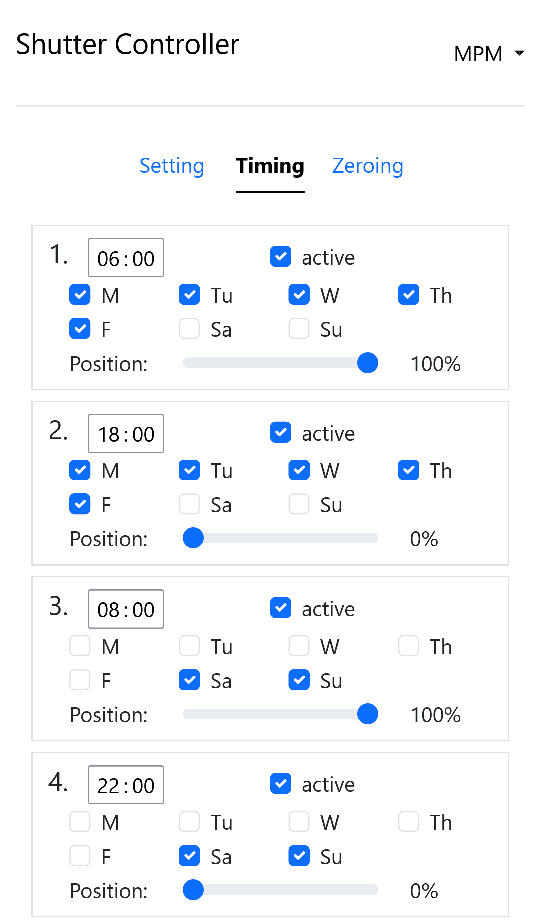 Shutter Controller
MPM
Setting Timing Zeroing
1. 06:00 active
M Tu W Th
F Sa Su
Position: 100%
2. 18:00 active
M Tu W Th
F Sa Su
Position: 0%
3. 08:00 active
M Tu W Th
F Sa Su
Position: 100%
4. 22:00 active
M Tu W Th
F Sa Su
Position: 0%